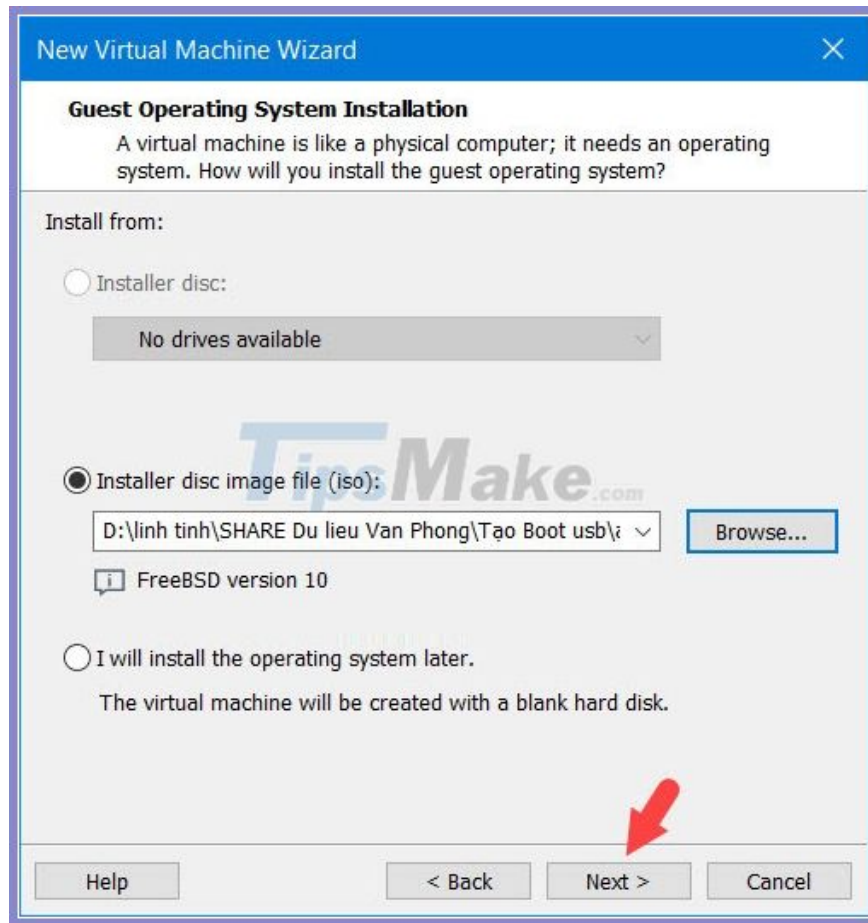 New Virtual Machine Wizard
Guest Operating System Installation
A virtual machine is like a physical computer; it needs an operating
system. How will you install the guest operating system?
Install from:
Installer disc:
No drives available
TipsMake.com
Installer disc image file (iso):
D:\linh tinh\SHARE Du lieu Van Phong\Tạo Boot usb\a
Browse...
FreeBSD version 10
I will install the operating system later.
The virtual machine will be created with a blank hard disk.
Help
< Back
Next >
Cancel